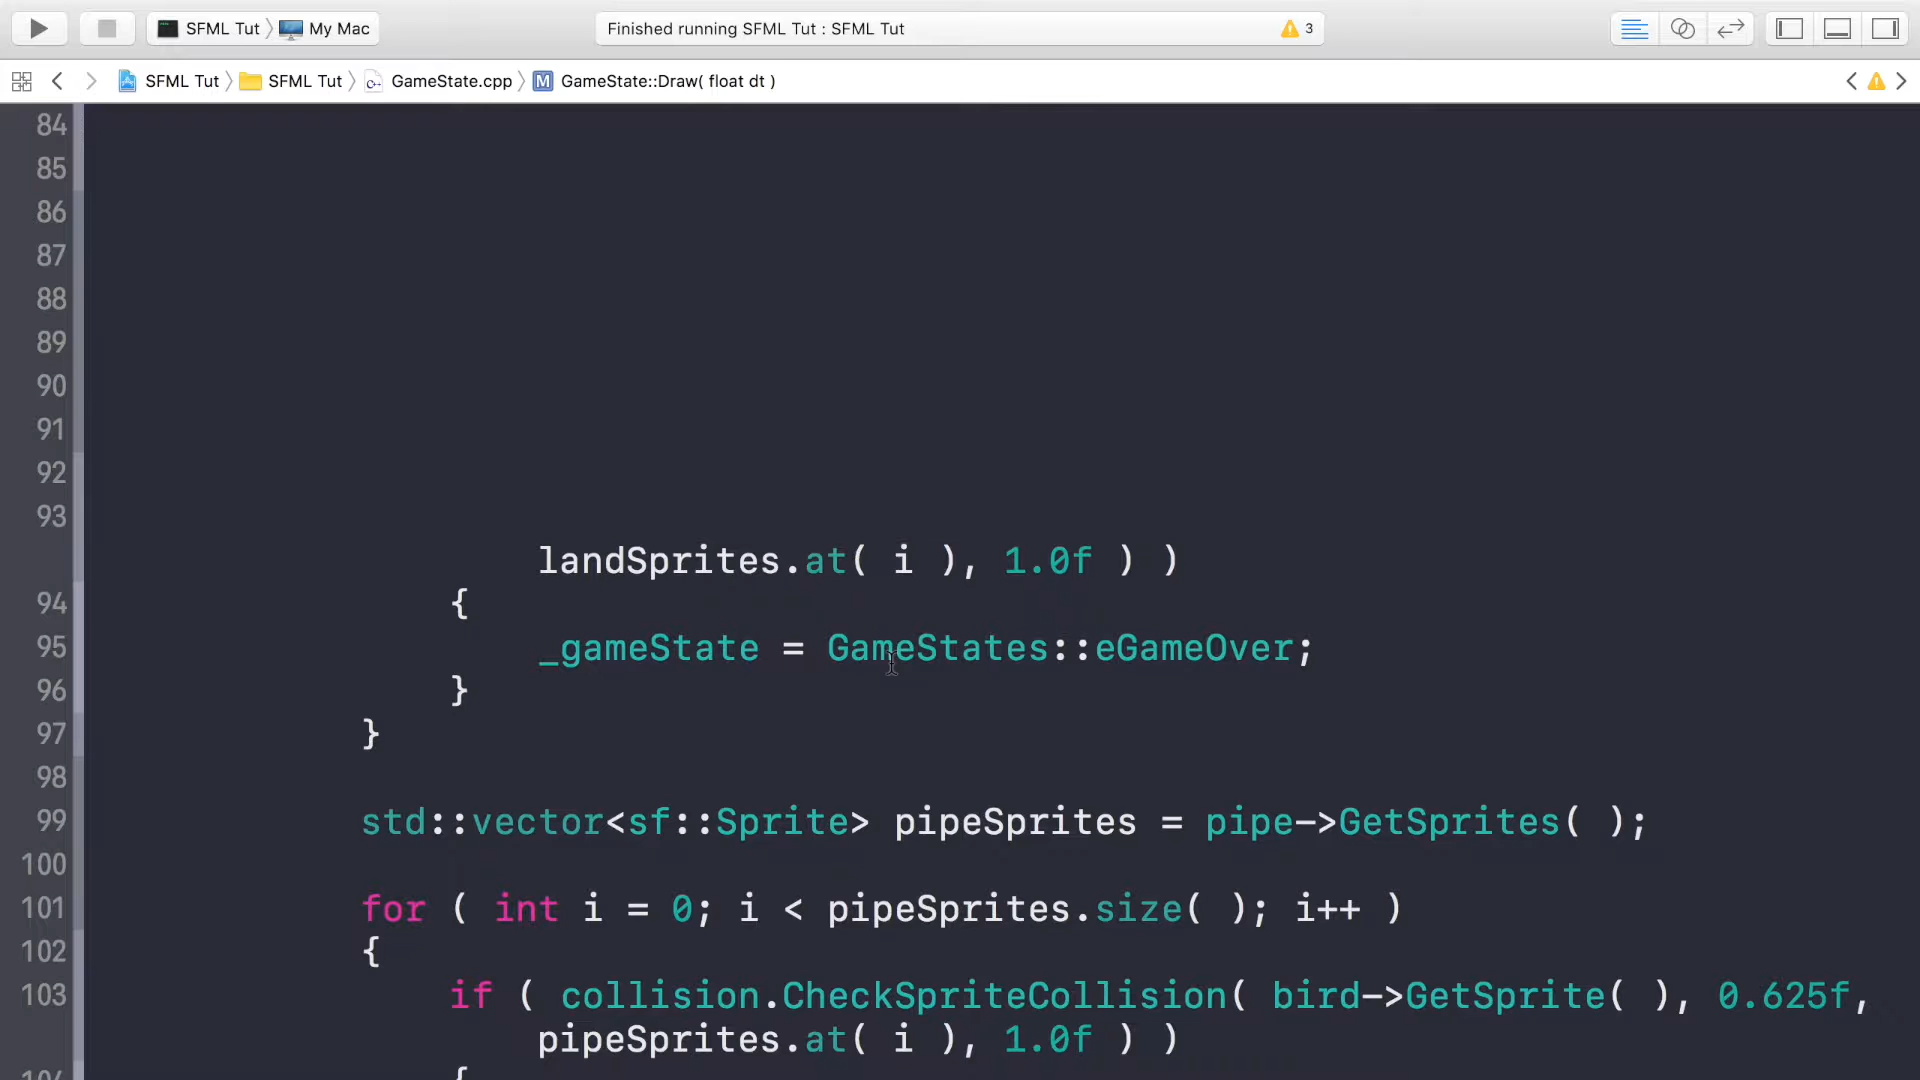 SFML Tut My Mac Finished running SFML Tut : SFML Tut 3
SFML Tut SFML Tut GameState.cpp M GameState::Draw( float dt )
84
85
86
87
88
89
90
91
92
93
landSprites.at( i ), 1.0f ) )
94 {
95 _gameState = GameStates::eGameOver;
96 }
97 }
98
99 std::vector<sf::Sprite> pipeSprites = pipe->GetSprites( );
100
101 for ( int i = 0; i < pipeSprites.size( ); i++ )
102 {
103 if ( collision.CheckSpriteCollision( bird->GetSprite( ), 0.625f,
pipeSprites.at( i ), 1.0f ) )
104 {